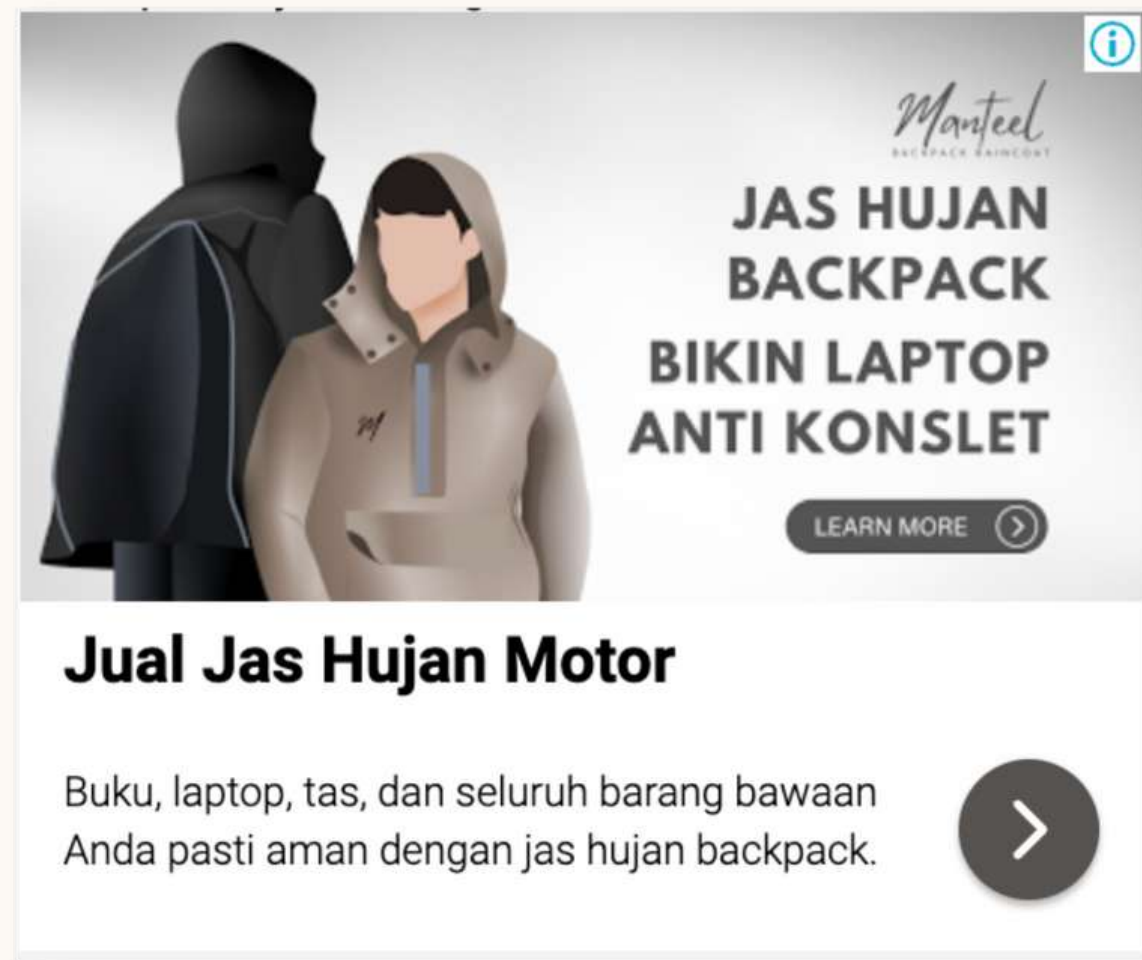 Manteel
BACKPACK RAINCOAT
JAS HUJAN
BACKPACK
BIKIN LAPTOP
ANTI KONSLET
LEARN MORE
M
Jual Jas Hujan Motor
Buku, laptop, tas, dan seluruh barang bawaan
Anda pasti aman dengan jas hujan backpack.